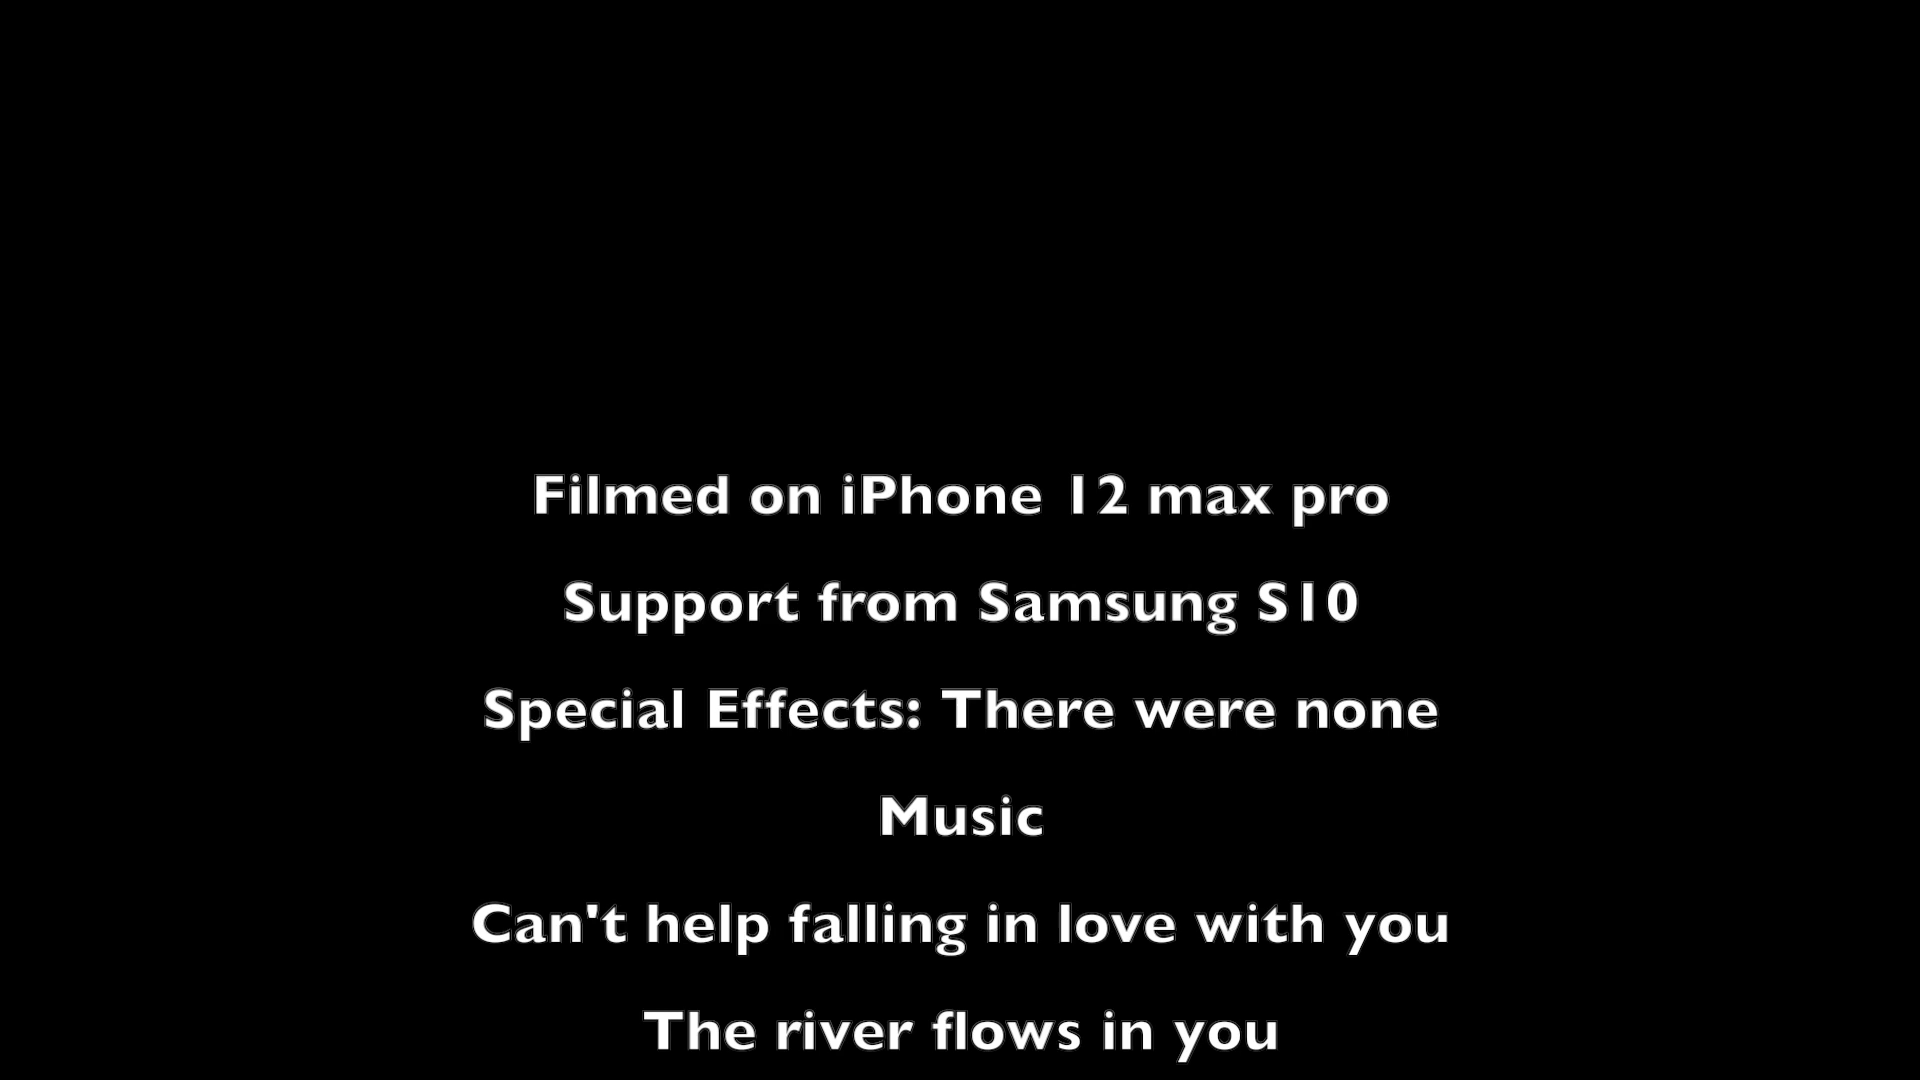 Filmed on iPhone 12 max pro
Support from Samsung S10
Special Effects: There were none
Music
Can't help falling in love with you
The river flows in you